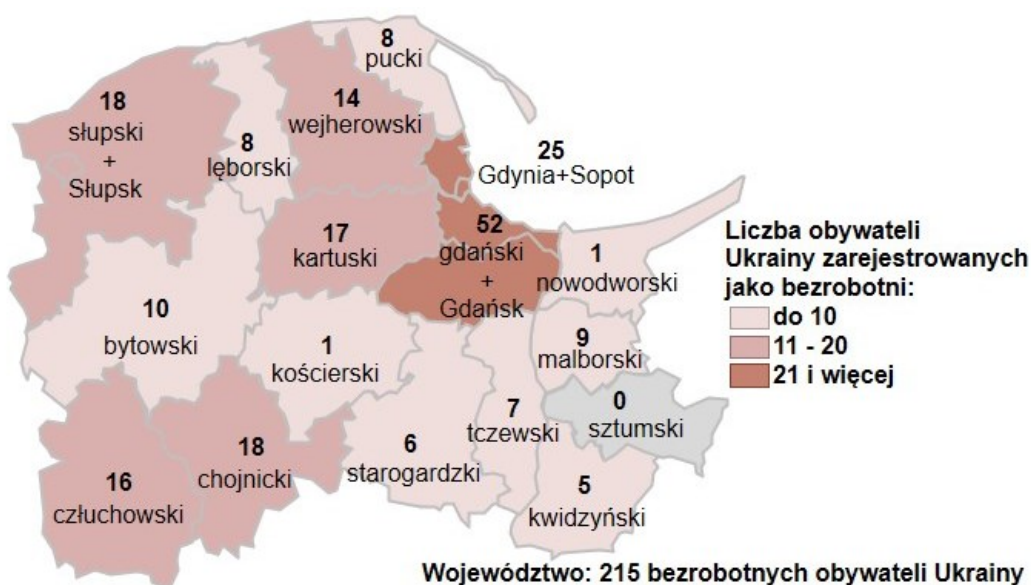 8
pucki
18
słupski
+
Słupsk
14
wejherowski
8
lęborski
25
Gdynia+Sopot
52
gdański
+
Gdańsk
17
kartuski
1
nowodworski
10
bytowski
1
kościerski
9
malborski
0
sztumski
7
tczewski
6
starogardzki
18
chojnicki
16
człuchowski
5
kwidzyński
Liczba obywateli
Ukrainy zarejestrowanych
jako bezrobotni:
do 10
11 - 20
21 i więcej
Województwo: 215 bezrobotnych obywateli Ukrainy